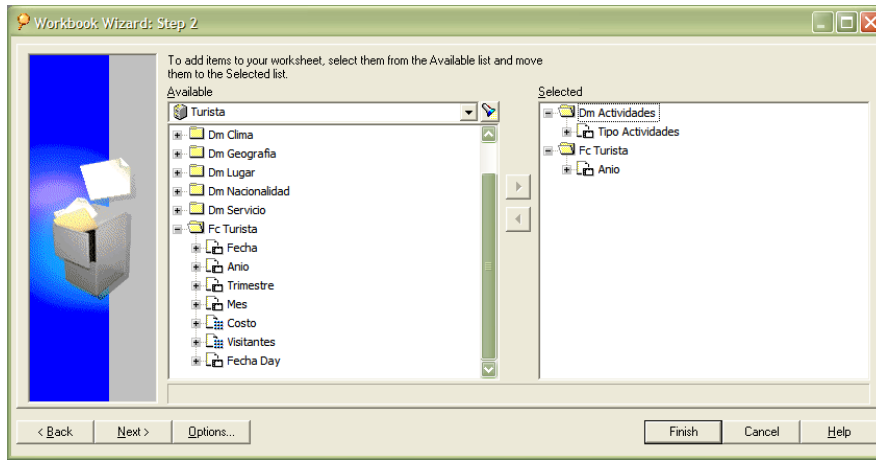 Workbook Wizard: Step 2
To add items to your worksheet, select them from the Available list and move
them to the Selected list.
Available
Turista
Dm Clima
Dm Geografia
Dm Lugar
Dm Nacionalidad
Dm Servicio
Fc Turista
Fecha
Anio
Trimestre
Mes
Costo
Visitantes
Fecha Day
Selected
Dm Actividades
Tipo Actividades
Fc Turista
Anio
< Back
Next >
Options...
Finish
Cancel
Help